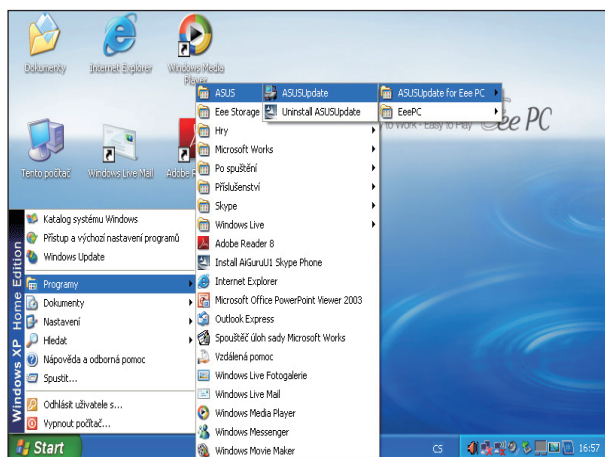 Dokumenty
Internet Explorer
Windows Media
Player
Tento počítač
Windows Live Mail
Adobe R
to Work - Easy to Play
Eee PC
ASUS
Eee Storage
Hry
Microsoft Works
Po spuštění
Příslušenství
Skype
Windows Live
Adobe Reader 8
Install AiGuruU1 Skype Phone
Internet Explorer
Microsoft Office PowerPoint Viewer 2003
Outlook Express
Spouštěč úloh sady Microsoft Works
Vzdálená pomoc
Windows Live Fotogalerie
Windows Live Mail
Windows Media Player
Windows Messenger
Windows Movie Maker
ASUSUpdate
Uninstall ASUSUpdate
ASUSUpdate for Eee PC
EeePC
Windows XP Home Edition
Katalog systému Windows
Přístup a výchozí nastavení programů
Windows Update
Programy
Dokumenty
Nastavení
Hledat
Nápověda a odborná pomoc
Spustit...
Odhlásit uživatele s...
Vypnout počítač...
Start
CS
16:57